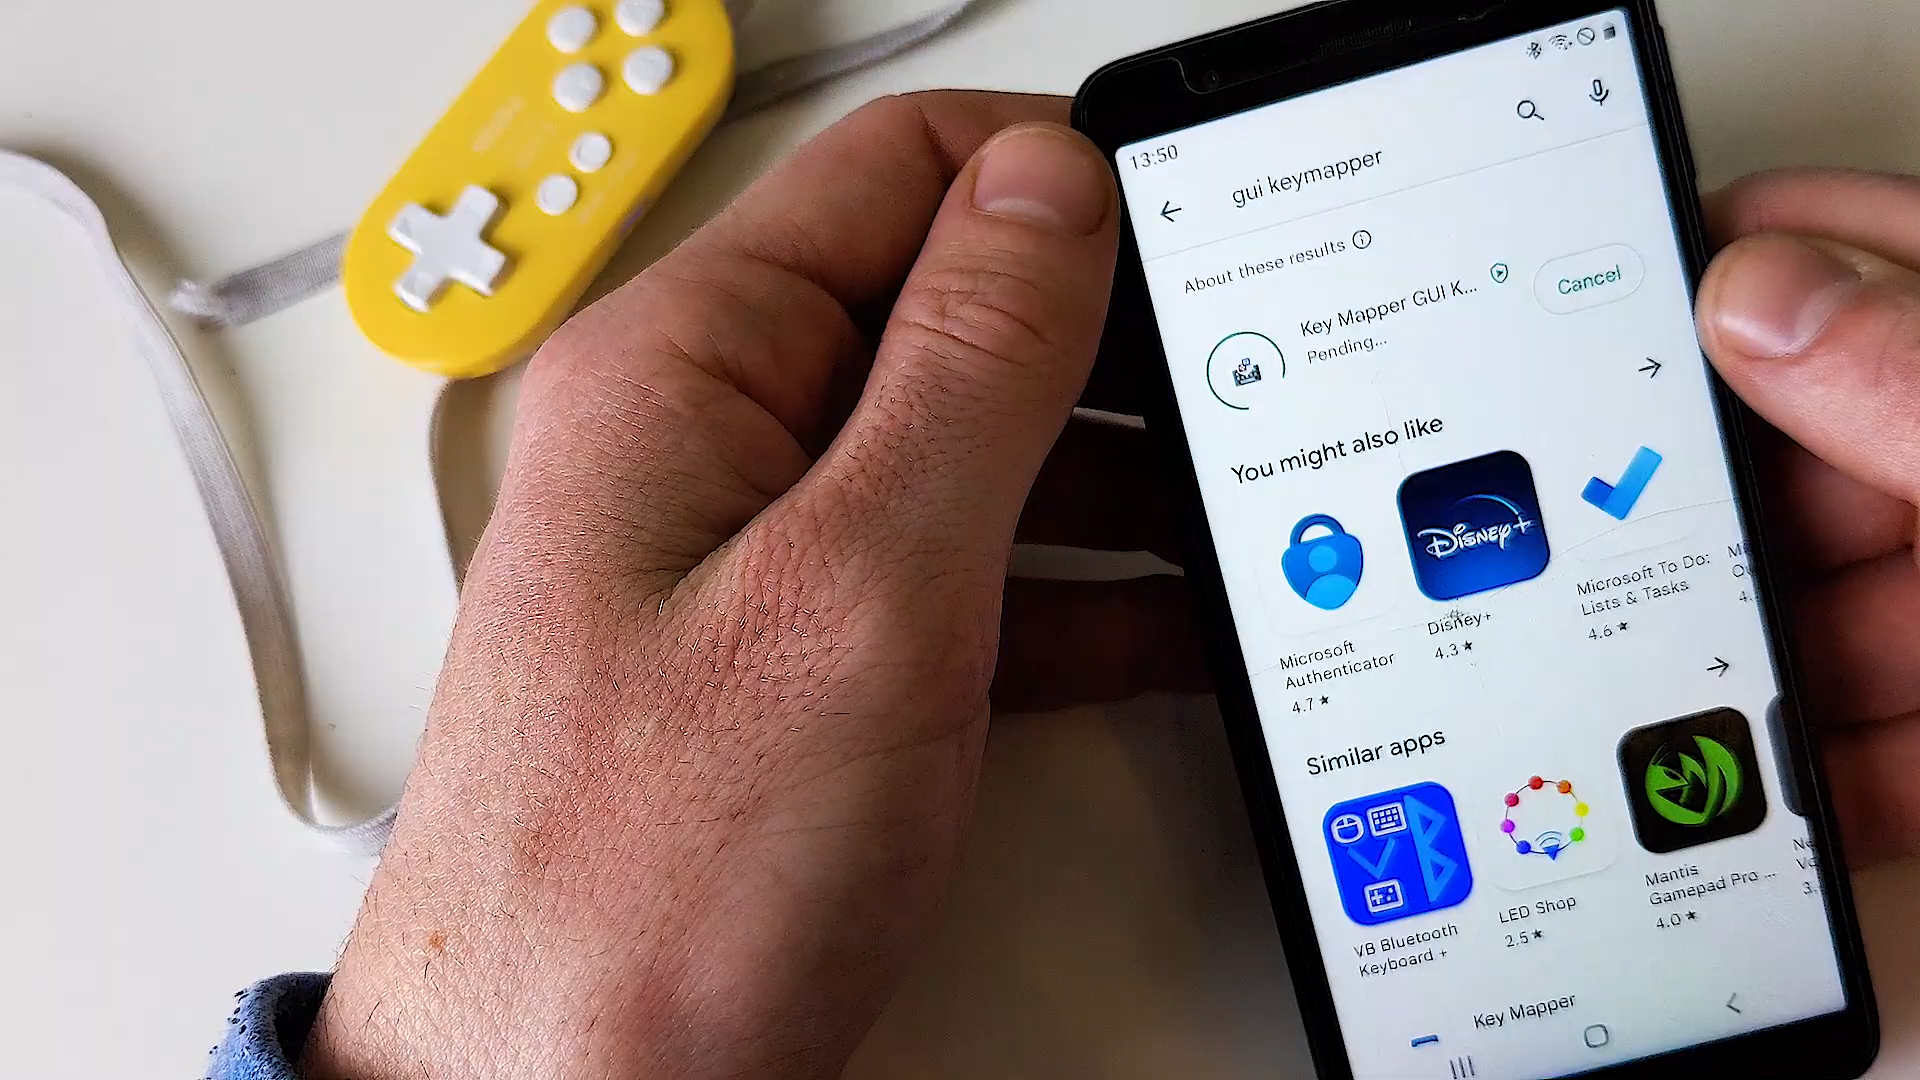 13:50
gui keymapper
About these results
Key Mapper GUI K...
Pending...
Cancel
You might also like
Disney+
Microsoft
Authenticator
4.7 ★
Disney+
4.3 ★
Microsoft To Do:
Lists & Tasks
4.6 ★
Similar apps
VB Bluetooth
Keyboard +
LED Shop
2.5 ★
Mantis
Gamepad Pro ...
4.0 ★
Key Mapper